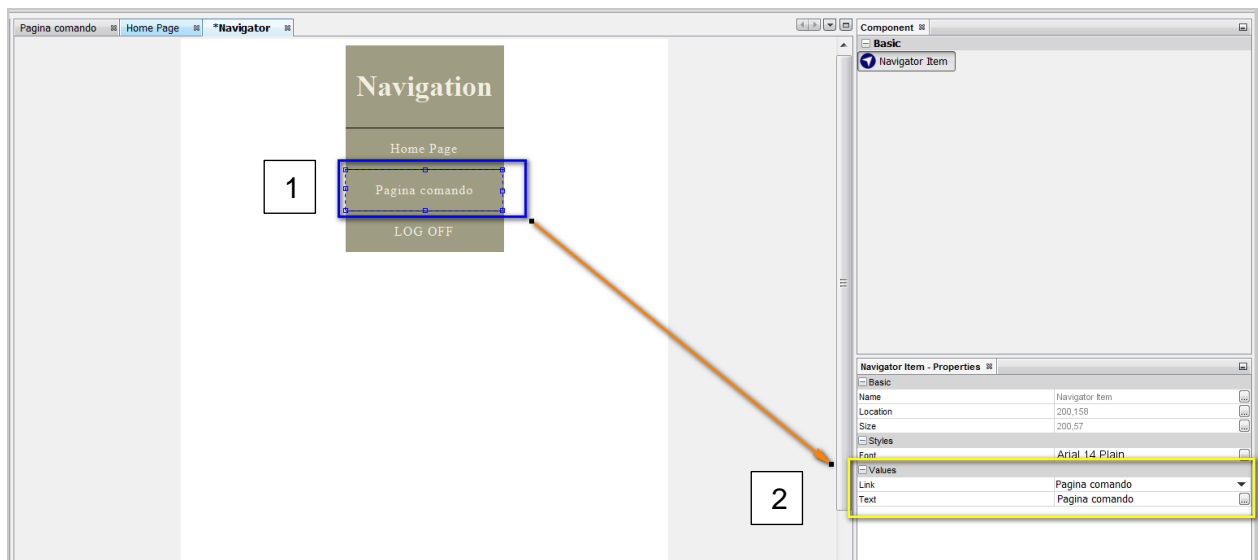 Pagina comando Home Page *Navigator
Navigation
Home Page
Pagina comando
LOG OFF
1
2
Component
Basic
Navigator Item
Navigator Item - Properties
Basic
Name Navigator Item ...
Location 200,158 ...
Size 200,57 ...
Styles
Font Arial 14 Plain ...
Values
Link Pagina comando
Text Pagina comando ...